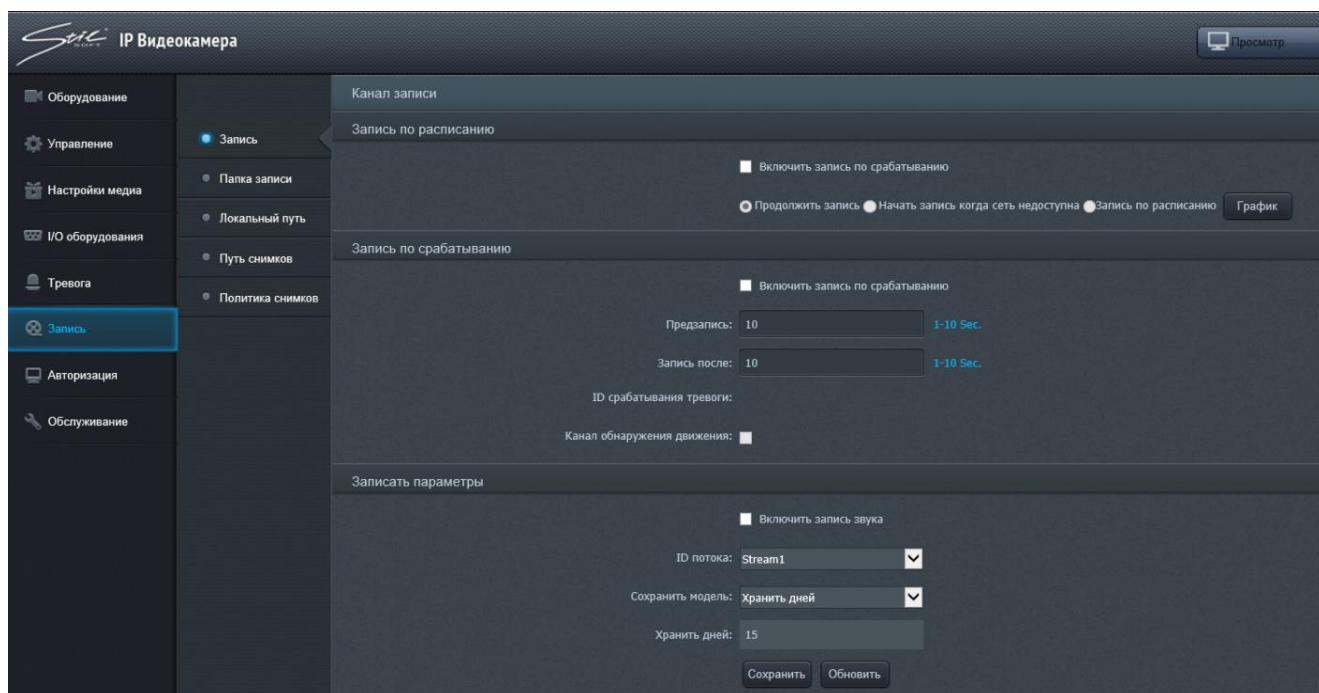 Stil SOFT IP Видеокамера
Просмотр
Оборудование
Управление
Настройки медиа
I/O оборудования
Тревога
Запись
Авторизация
Обслуживание
Запись
Папка записи
Локальный путь
Путь снимков
Политика снимков
Канал записи
Запись по расписанию
Включить запись по срабатыванию
Продолжить запись Начать запись когда сеть недоступна Запись по расписанию График
Запись по срабатыванию
Включить запись по срабатыванию
Предзапись: 10 1-10 Sec.
Запись после: 10 1-10 Sec.
ID срабатывания тревоги:
Канал обнаружения движения:
Записать параметры
Включить запись звука
ID потока: Stream1
Сохранить модель: Хранить дней
Хранить дней: 15
Сохранить Обновить